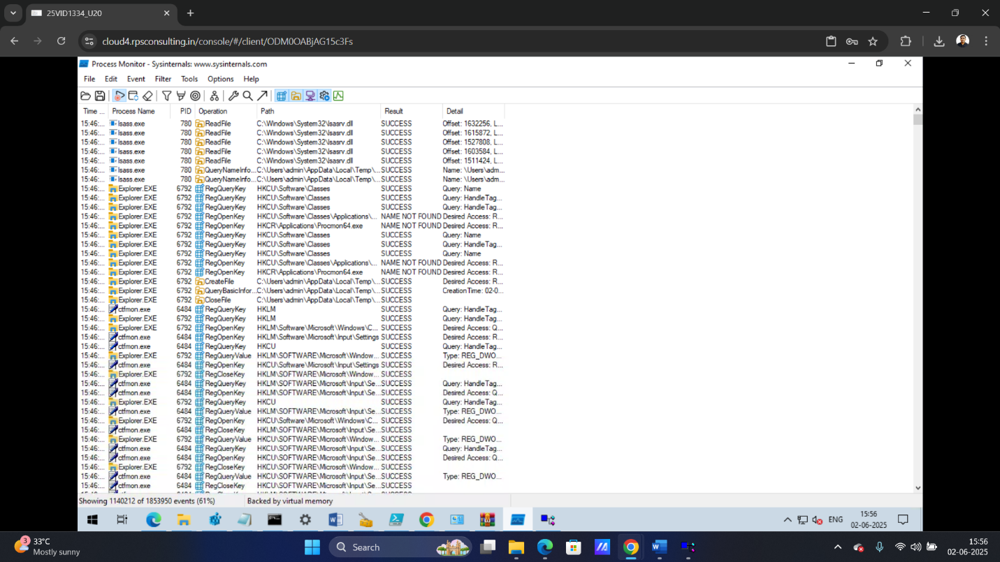 25VID1334_U20
cloud4.rpsconsulting.in/console/#/client/ODM0OABjAG15c3Fs
Process Monitor - Sysinternals: www.sysinternals.com
File Edit Event Filter Tools Options Help
Time ... Process Name PID Operation Path Result Detail
15:46:... lsass.exe 780 ReadFile C:\Windows\System32\lsasrv.dll SUCCESS Offset: 1632256, L...
15:46:... lsass.exe 780 ReadFile C:\Windows\System32\lsasrv.dll SUCCESS Offset: 1615872, L...
15:46:... lsass.exe 780 ReadFile C:\Windows\System32\lsasrv.dll SUCCESS Offset: 1527808, L...
15:46:... lsass.exe 780 ReadFile C:\Windows\System32\lsasrv.dll SUCCESS Offset: 1603584, L...
15:46:... lsass.exe 780 ReadFile C:\Windows\System32\lsasrv.dll SUCCESS Offset: 1511424, L...
15:46:... lsass.exe 780 QueryNameInfo... C:\Users\admin\AppData\Local\Temp\... SUCCESS Name: \Users\adm...
15:46:... lsass.exe 780 QueryNameInfo... C:\Users\admin\AppData\Local\Temp\... SUCCESS Name: \Users\adm...
15:46:... Explorer.EXE 6792 RegQueryKey HKCU\Software\Classes SUCCESS Query: Name
15:46:... Explorer.EXE 6792 RegQueryKey HKCU\Software\Classes SUCCESS Query: HandleTag...
15:46:... Explorer.EXE 6792 RegQueryKey HKCU\Software\Classes SUCCESS Query: HandleTag...
15:46:... Explorer.EXE 6792 RegOpenKey HKCU\Software\Classes\Applications\... NAME NOT FOUND Desired Access: R...
15:46:... Explorer.EXE 6792 RegOpenKey HKCR\Applications\Procmon64.exe NAME NOT FOUND Desired Access: R...
15:46:... Explorer.EXE 6792 RegQueryKey HKCU\Software\Classes SUCCESS Query: Name
15:46:... Explorer.EXE 6792 RegQueryKey HKCU\Software\Classes SUCCESS Query: HandleTag...
15:46:... Explorer.EXE 6792 RegQueryKey HKCU\Software\Classes SUCCESS Query: Name
15:46:... Explorer.EXE 6792 RegOpenKey HKCU\Software\Classes\Applications\... NAME NOT FOUND Desired Access: R...
15:46:... Explorer.EXE 6792 RegOpenKey HKCR\Applications\Procmon64.exe NAME NOT FOUND Desired Access: R...
15:46:... Explorer.EXE 6792 CreateFile C:\Users\admin\AppData\Local\Temp\... SUCCESS Desired Access: R...
15:46:... Explorer.EXE 6792 QueryBasicInfor... C:\Users\admin\AppData\Local\Temp\... SUCCESS CreationTime: 02-0...
15:46:... Explorer.EXE 6792 CloseFile C:\Users\admin\AppData\Local\Temp\... SUCCESS
15:46:... ctfmon.exe 6484 RegQueryKey HKLM SUCCESS Query: HandleTag...
15:46:... Explorer.EXE 6792 RegQueryKey HKLM SUCCESS Query: HandleTag...
15:46:... Explorer.EXE 6792 RegOpenKey HKLM\Software\Microsoft\Windows\C... SUCCESS Desired Access: Q...
15:46:... ctfmon.exe 6484 RegOpenKey HKLM\Software\Microsoft\Input\Settings SUCCESS Desired Access: R...
15:46:... ctfmon.exe 6484 RegQueryKey HKCU SUCCESS Query: HandleTag...
15:46:... Explorer.EXE 6792 RegQueryValue HKLM\SOFTWARE\Microsoft\Window... SUCCESS Type: REG_DWO...
15:46:... ctfmon.exe 6484 RegOpenKey HKCU\Software\Microsoft\Input\Settings SUCCESS Desired Access: R...
15:46:... Explorer.EXE 6792 RegCloseKey HKLM\SOFTWARE\Microsoft\Window... SUCCESS
15:46:... ctfmon.exe 6484 RegQueryKey HKLM\SOFTWARE\Microsoft\Input\Se... SUCCESS Query: HandleTag...
15:46:... ctfmon.exe 6484 RegOpenKey HKLM\SOFTWARE\Microsoft\Input\Se... SUCCESS Desired Access: Q...
15:46:... Explorer.EXE 6792 RegQueryKey HKCU SUCCESS Query: HandleTag...
15:46:... ctfmon.exe 6484 RegQueryValue HKLM\SOFTWARE\Microsoft\Input\Se... SUCCESS Type: REG_DWO...
15:46:... Explorer.EXE 6792 RegOpenKey HKCU\Software\Microsoft\Windows\C... SUCCESS Desired Access: Q...
15:46:... ctfmon.exe 6484 RegCloseKey HKLM\SOFTWARE\Microsoft\Input\Se... SUCCESS
15:46:... Explorer.EXE 6792 RegQueryValue HKCU\SOFTWARE\Microsoft\Window... SUCCESS Type: REG_DWO...
15:46:... ctfmon.exe 6484 RegQueryKey HKCU\SOFTWARE\Microsoft\Input\Se... SUCCESS Query: HandleTag...
15:46:... ctfmon.exe 6484 RegOpenKey HKCU\SOFTWARE\Microsoft\Input\Se... SUCCESS Desired Access: Q...
15:46:... Explorer.EXE 6792 RegCloseKey HKCU\SOFTWARE\Microsoft\Window... SUCCESS
15:46:... ctfmon.exe 6484 RegQueryValue HKCU\SOFTWARE\Microsoft\Input\Se... SUCCESS Type: REG_DWO...
15:46:... ctfmon.exe 6484 RegCloseKey HKCU\SOFTWARE\Microsoft\Input\Se... SUCCESS
Showing 1140212 of 1853950 events (61%) Backed by virtual memory
ENG 15:56
02-06-2025
3 33°C
Mostly sunny
Search
15:56
02-06-2025